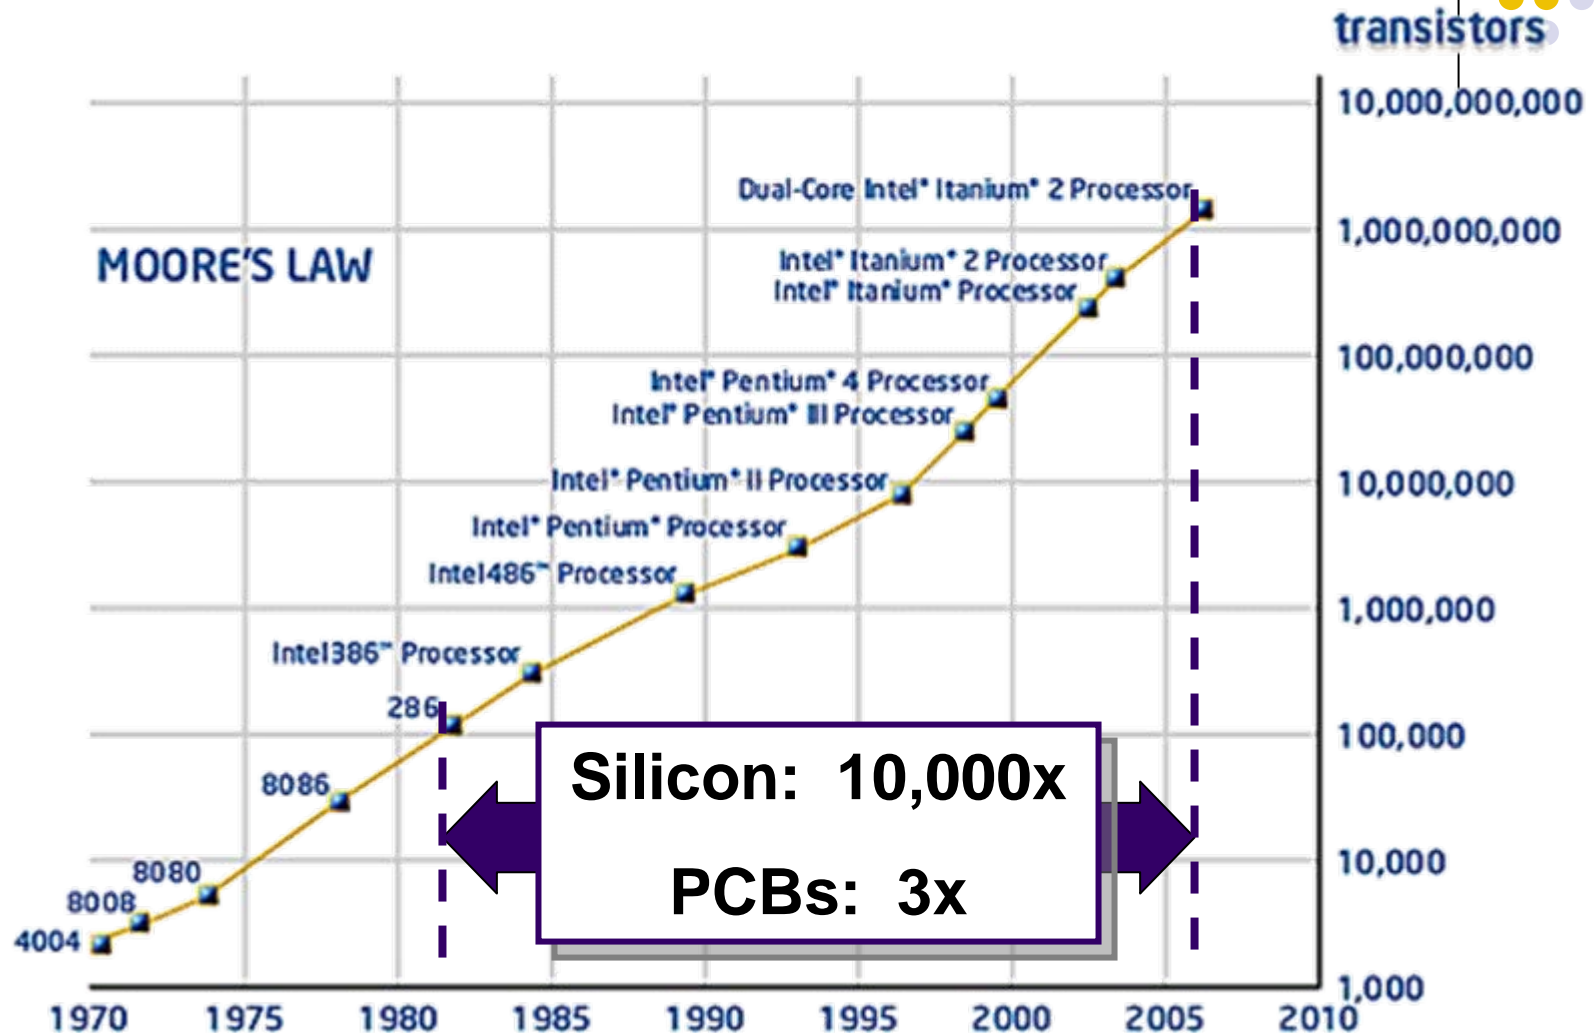 transistors
10,000,000,000
Dual-Core Intel® Itanium® 2 Processor
1,000,000,000
MOORE'S LAW
Intel® Itanium® 2 Processor
Intel® Itanium® Processor
100,000,000
Intel® Pentium® 4 Processor
Intel® Pentium® III Processor
Intel® Pentium® II Processor
10,000,000
Intel® Pentium® Processor
Intel486™ Processor
1,000,000
Intel386™ Processor
286
100,000
Silicon: 10,000x
8086
8080
10,000
PCBs: 3x
8008
4004
1,000
1970 1975 1980 1985 1990 1995 2000 2005 2010